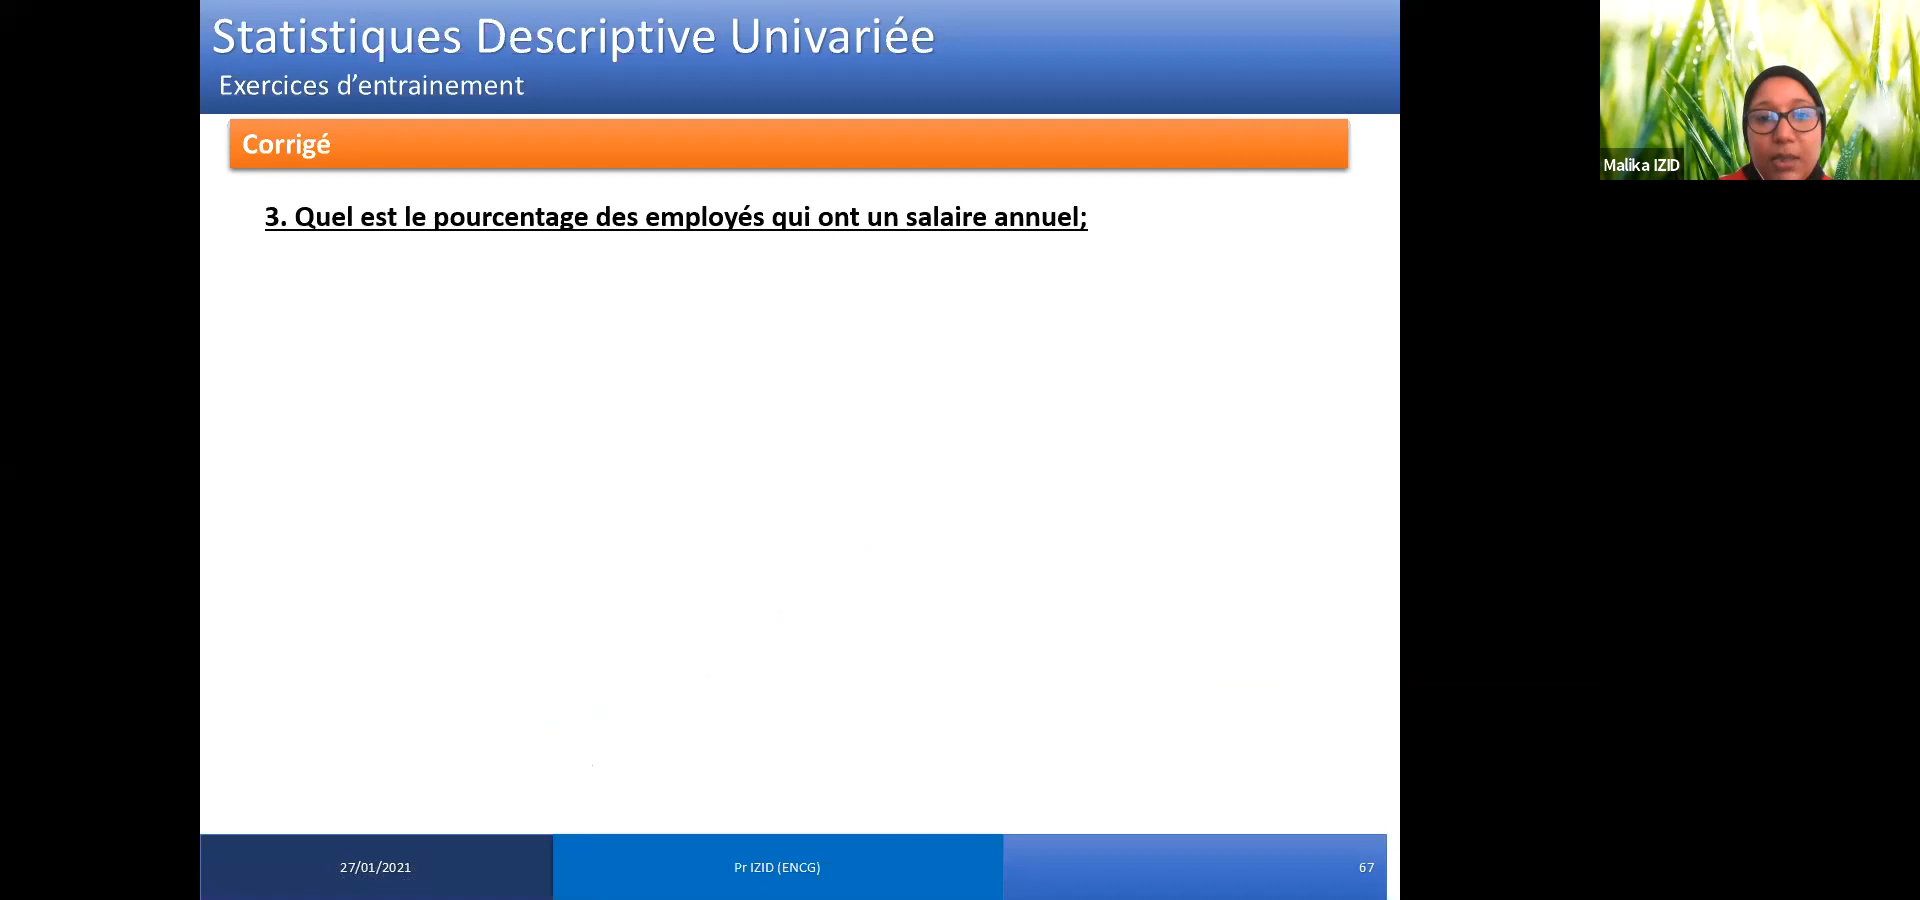 Statistiques Descriptive Univariée
Exercices d’entrainement
Corrigé
Malika IZID
3. Quel est le pourcentage des employés qui ont un salaire annuel;
27/01/2021
Pr IZID (ENCG)
67